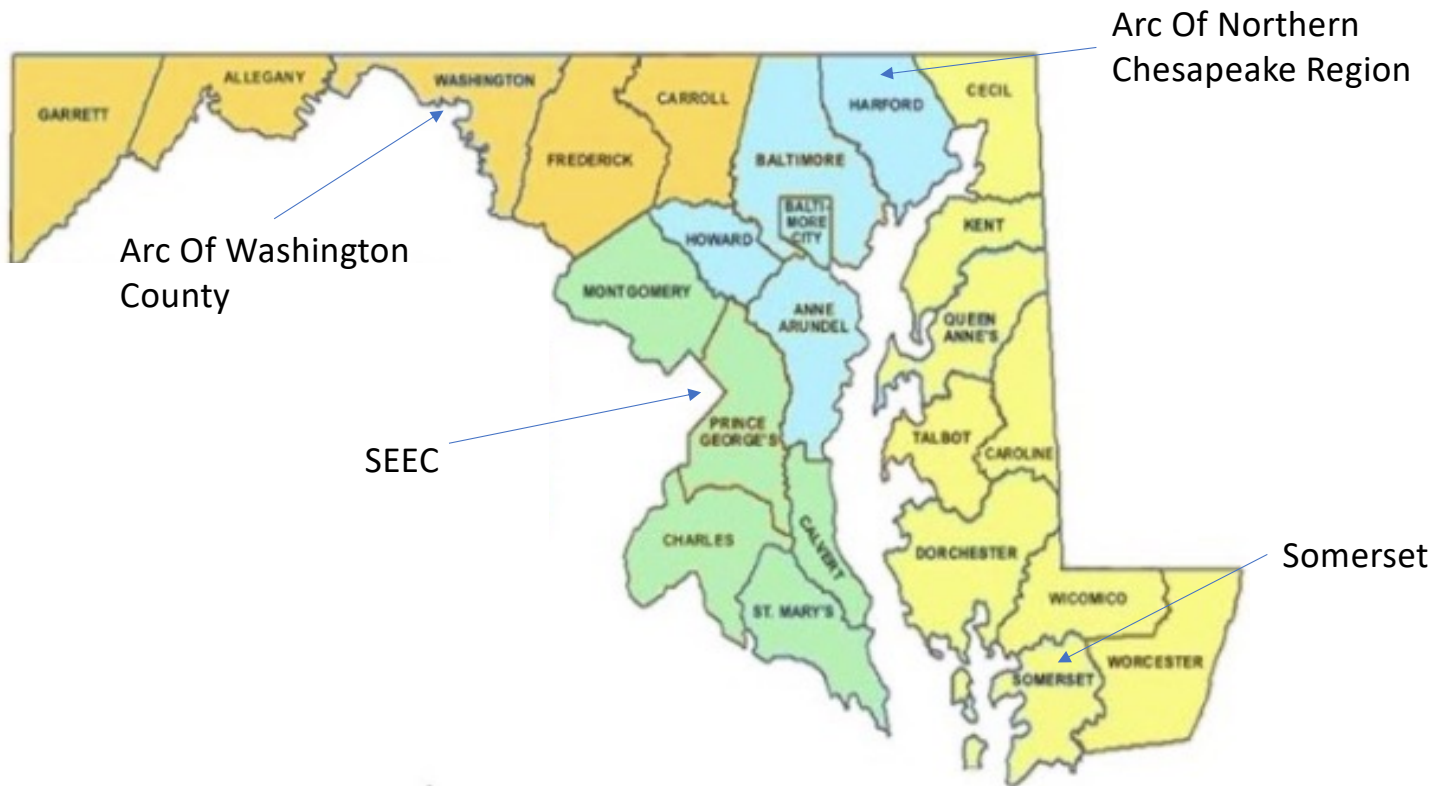 Arc Of Northern
Chesapeake Region
ALLEGANY
WASHINGTON
GARRETT
CARROLL
HARFORD
CECIL
FREDERICK
BALTIMORE
BALTI-
MORE
CITY
KENT
HOWARD
Arc Of Washington
County
MONTGOMERY
ANNE
ARUNDEL
QUEEN
ANNE'S
PRINCE
GEORGE'S
TALBOT
CAROLINE
SEEC
CHARLES
CALVERT
DORCHESTER
Somerset
ST. MARY'S
WICOMICO
WORCESTER
SOMERSET